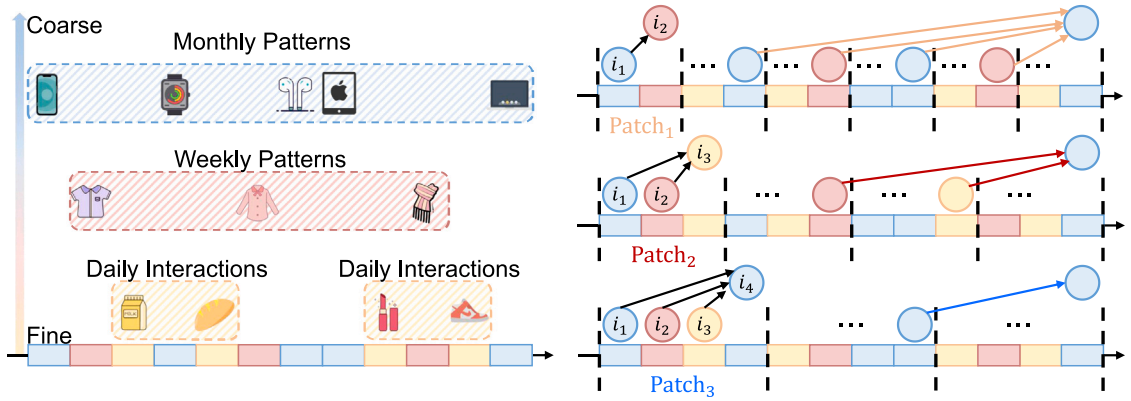 Coarse
Monthly Patterns
Weekly Patterns
Daily Interactions
Daily Interactions
Fine
i₂
i₁ ... ... ... ...
Patch₁
i₃
i₁ i₂ ... ...
Patch₂
i₄
i₁ i₂ i₃ ... ...
Patch₃